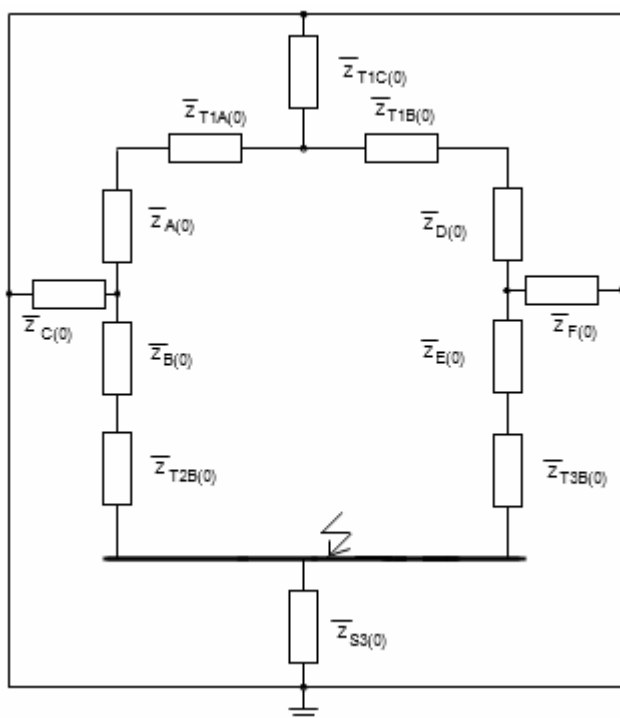 z̅T1C(0)
z̅T1A(0)
z̅T1B(0)
z̅A(0)
z̅D(0)
z̅C(0)
z̅F(0)
z̅B(0)
z̅E(0)
z̅T2B(0)
z̅T3B(0)
z̅S3(0)